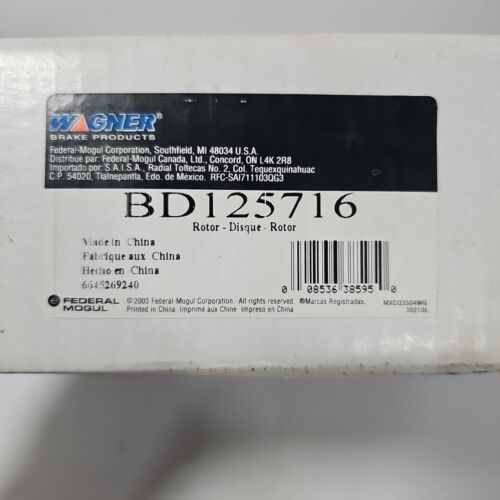 WAGNER®
BRAKE PRODUCTS
Federal-Mogul Corporation, Southfield, MI 48034 U.S.A.
Distribué par: Federal-Mogul Canada, Ltd., Concord, ON L4K 2R8
Importado por: S.A.I.S.A., Radial Toltecas No. 2, Col. Tequexquinahuac
C.P. 54020, Tlalnepantla, Edo. de México. RFC-SAI711103QG3
BD125716
Rotor - Disque - Rotor
Made in China
Fabrique aux China
Hecho en China
6645269240
0 08536 38595 0
FEDERAL MOGUL
©2003 Federal-Mogul Corporation. All rights reserved. ®Marcas Registradas.
Printed in China Imprimé aux Chine Impreso en China
30210L